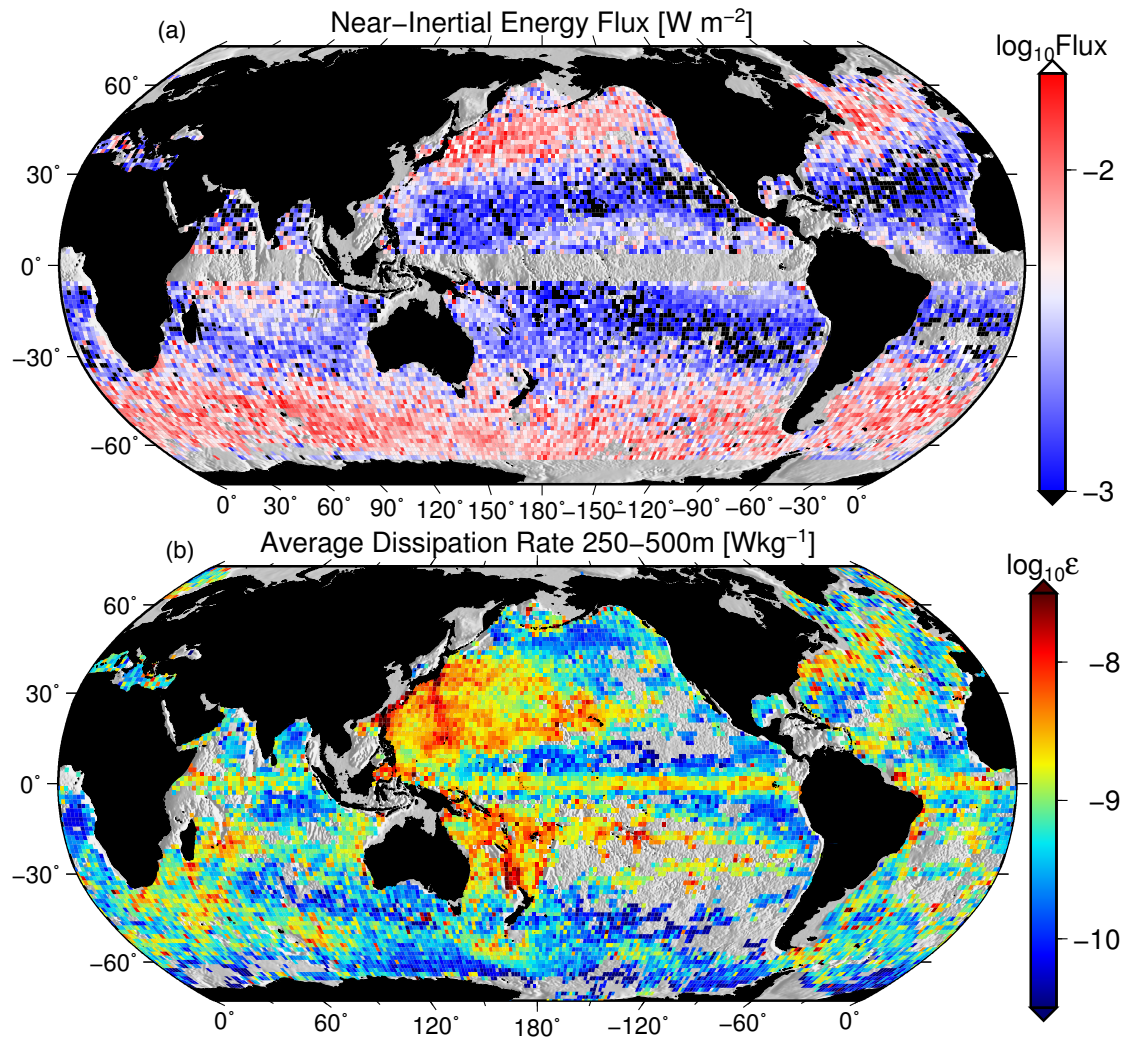 (a)
Near−Inertial Energy Flux [W m−2]
log10Flux
60˚
30˚
0˚
−30˚
−60˚
−2
−3
0˚ 30˚ 60˚ 90˚ 120˚ 150˚ 180˚ −150˚ −120˚ −90˚ −60˚ −30˚ 0˚
(b)
Average Dissipation Rate 250−500m [Wkg−1]
log10ε
60˚
30˚
0˚
−30˚
−60˚
−8
−9
−10
0˚ 60˚ 120˚ 180˚ −120˚ −60˚ 0˚